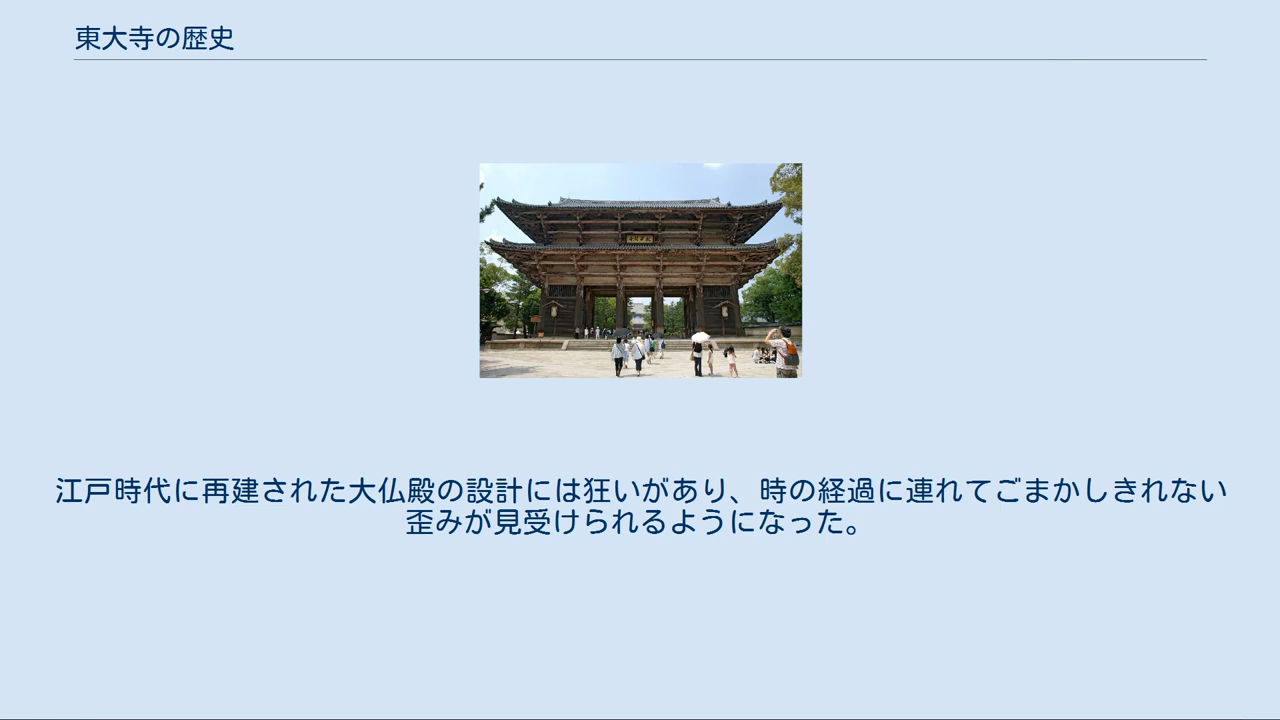 東大寺の歴史
江戸時代に再建された大仏殿の設計には狂いがあり、時の経過に連れてごまかしきれない
歪みが見受けられるようになった。